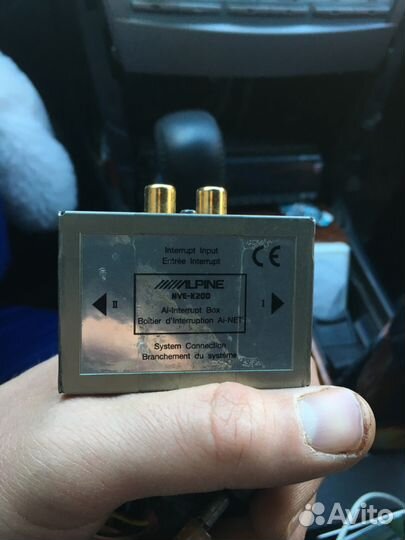 Interrupt Input
Entrée Interrupt
CE
ALPINE
NVE-K200
II
I
Ai-Interrupt Box
Boîtier d'Interruption Ai-NET
System Connection
Branchement du système
Avito